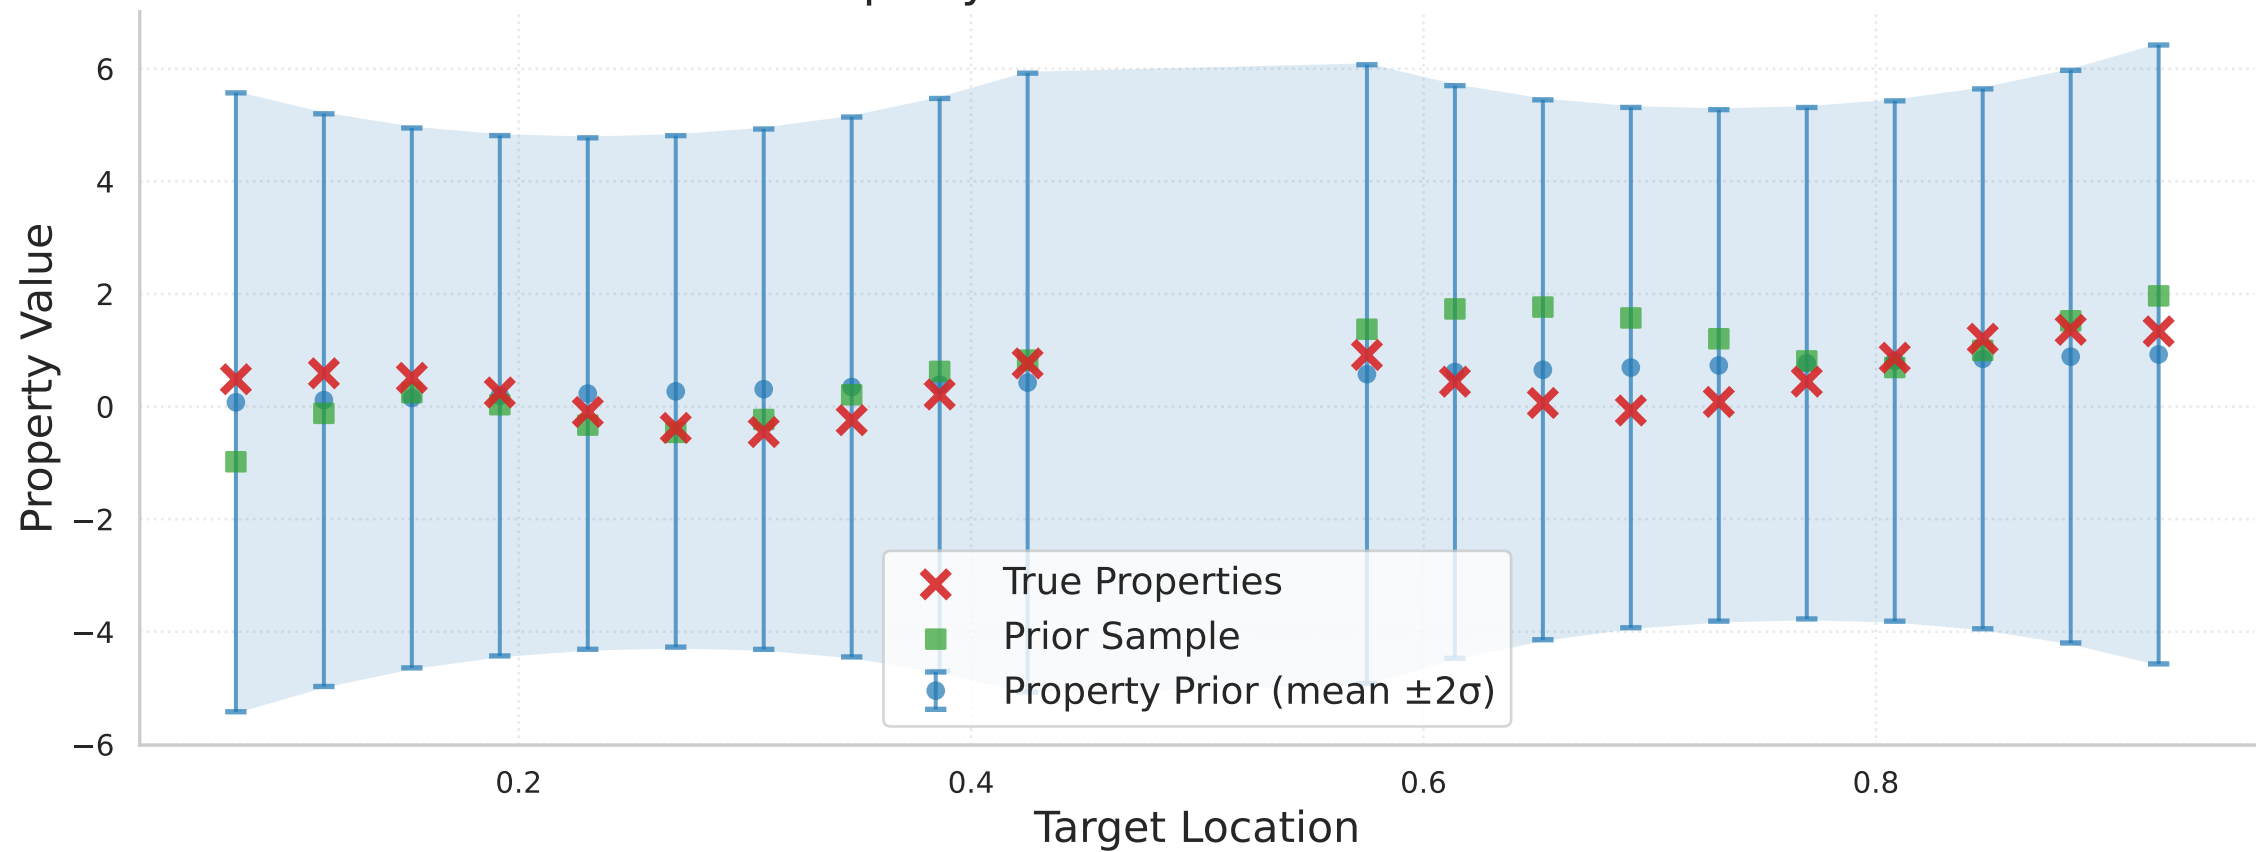 6
4
2
0
−2
−4
−6
Property Value
True Properties
Prior Sample
Property Prior (mean ±2σ)
0.2 0.4 0.6 0.8
Target Location